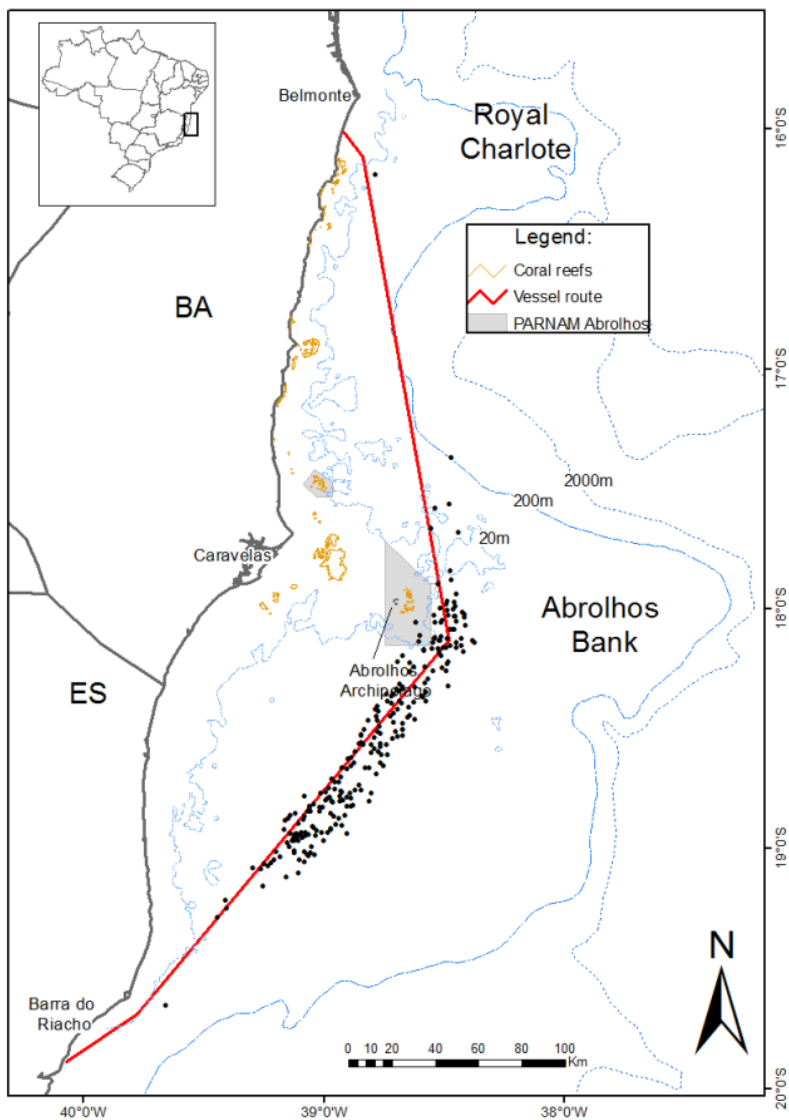 Belmonte
Royal
Charlote
16°0'S
Legend:
Coral reefs
Vessel route
PARNAM Abrolhos
BA
17°0'S
2000m
200m
20m
Caravelas
18°0'S
Abrolhos
Bank
Abrolhos
Archipelago
ES
19°0'S
N
Barra do
Riacho
0 10 20 40 60 80 100
Km
20°0'S
40°0'W
39°0'W
38°0'W